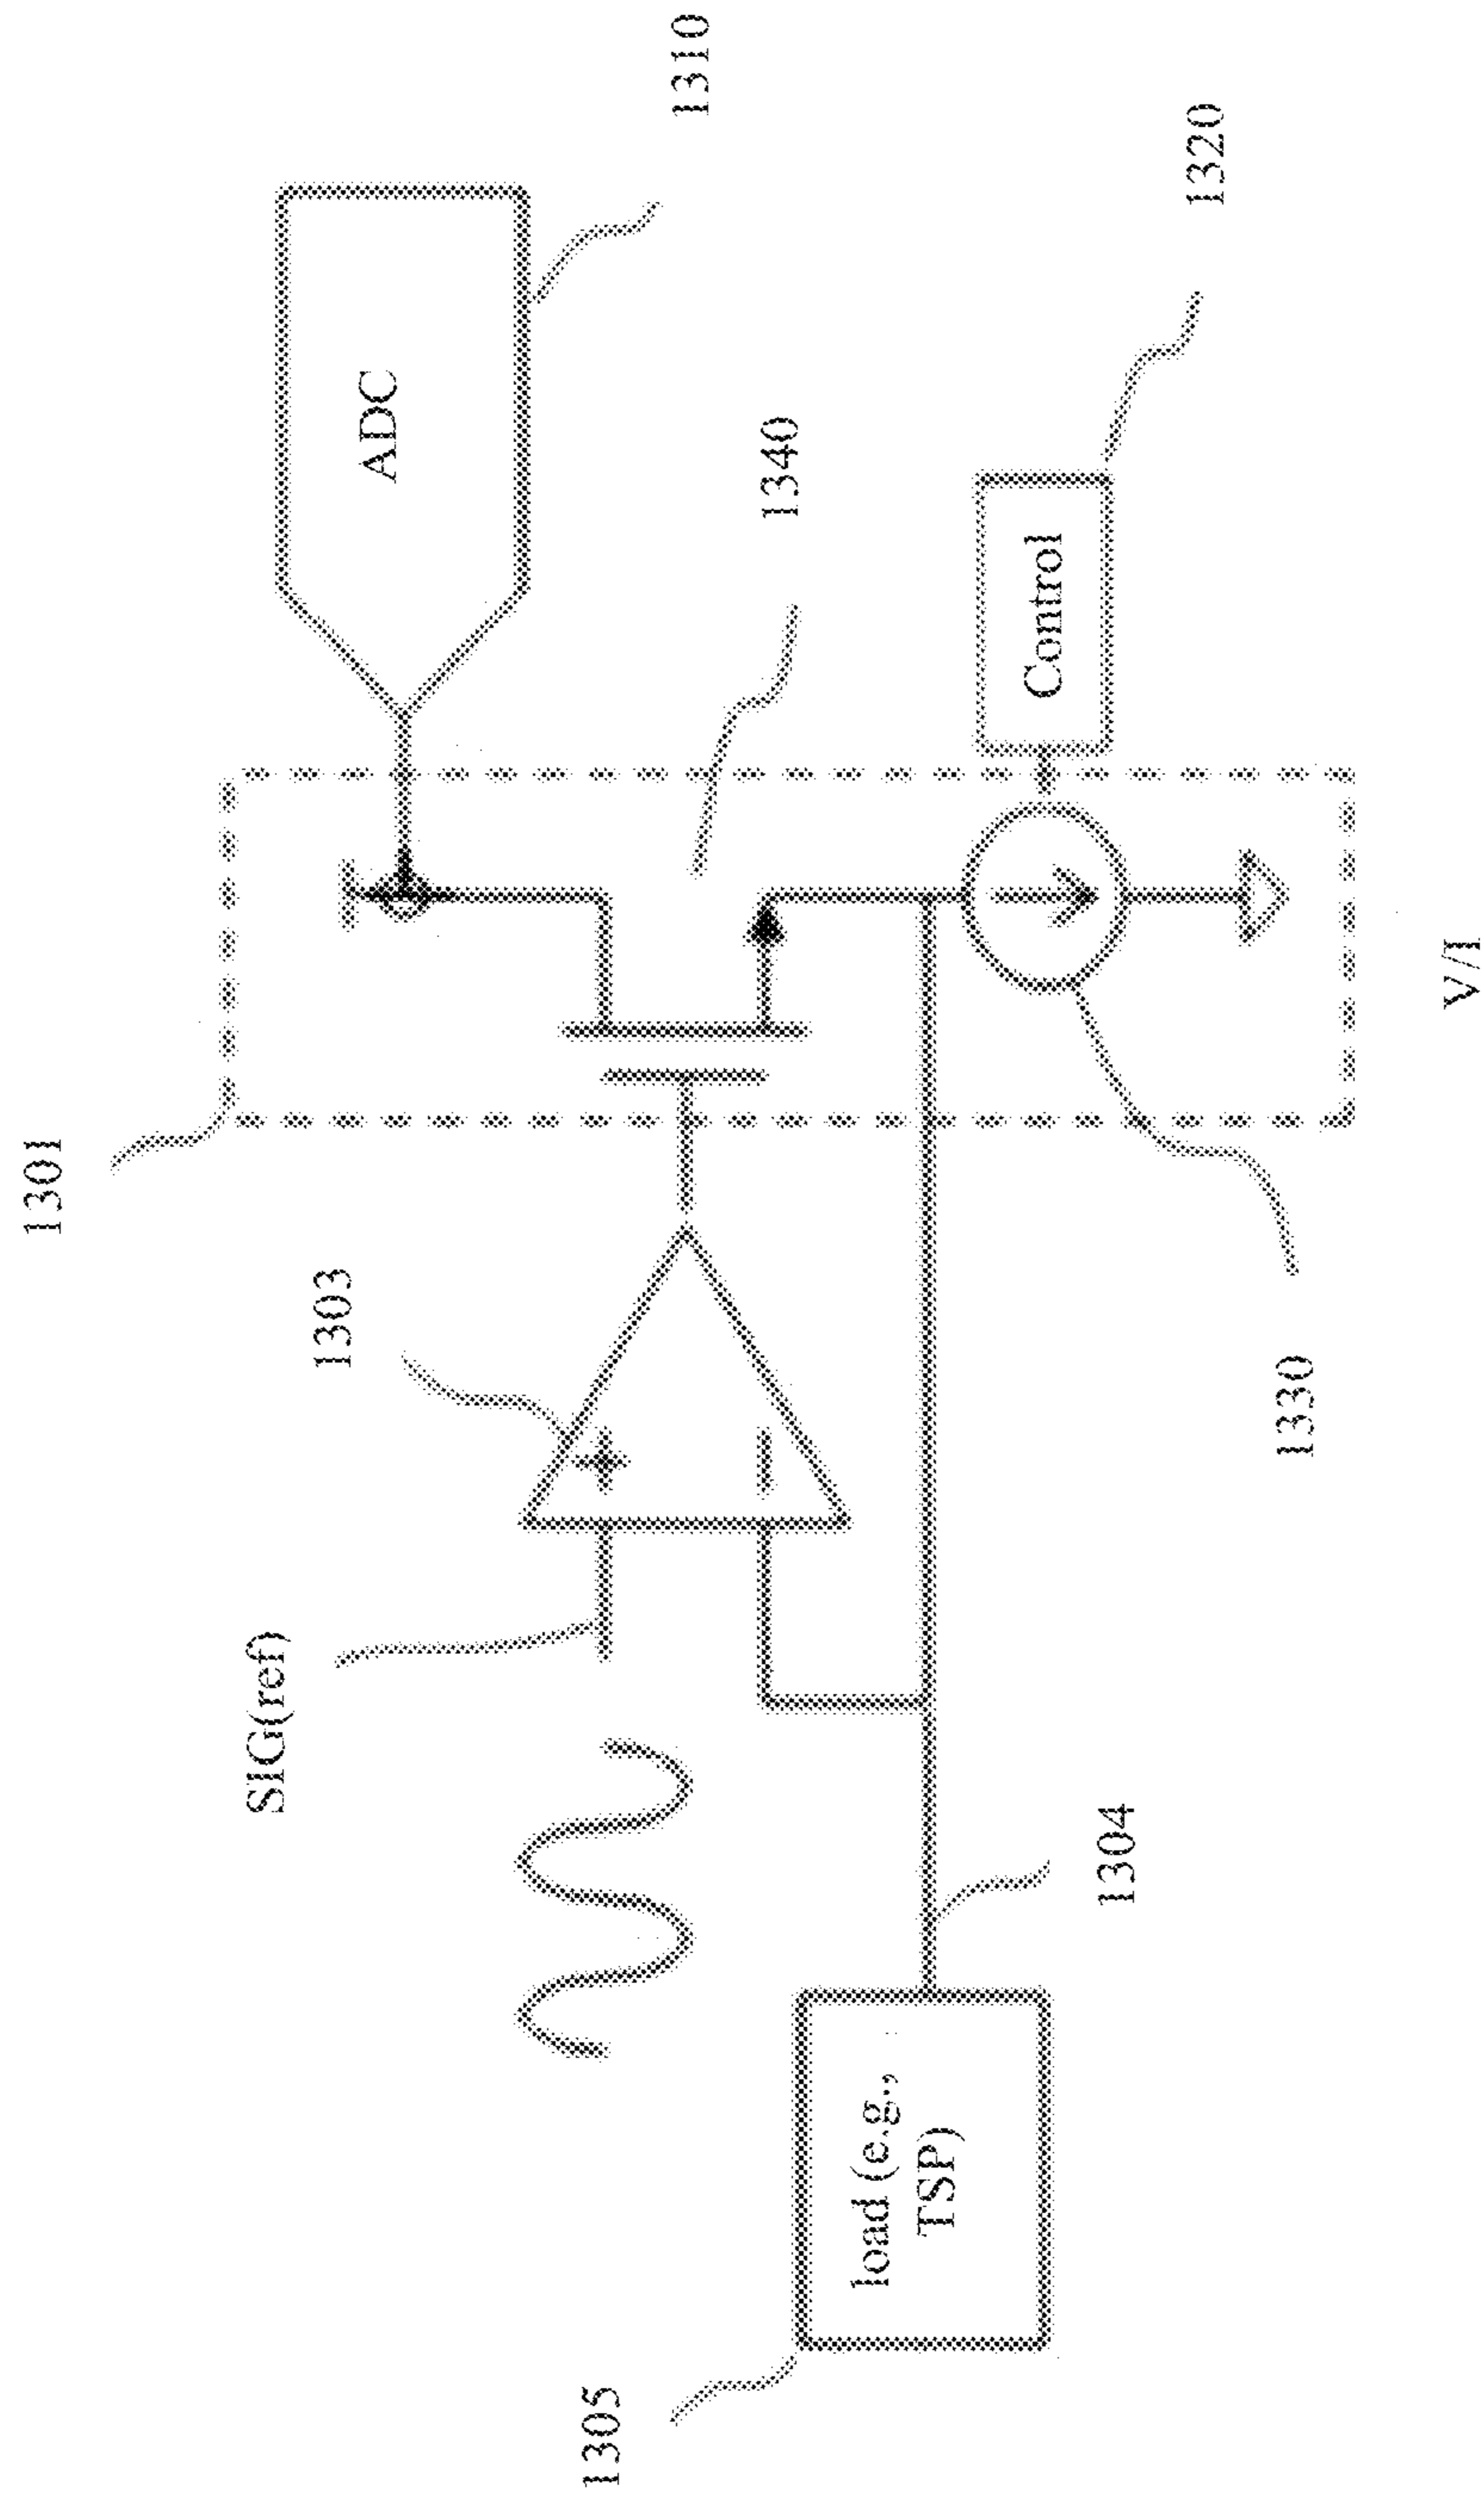 1301
1303
SIG(ref)
ADC
1310
1340
1305
load (e.g.,
TSP)
1304
Control
1320
1330
V/I
+
−